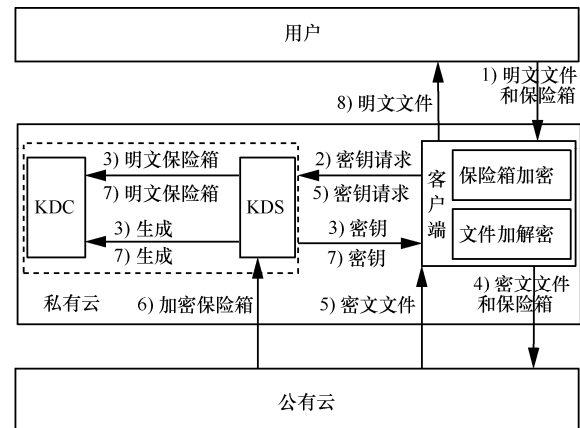 用户
1) 明文文件
和保险箱
8) 明文文件
3) 明文保险箱
7) 明文保险箱
KDC
KDS
3) 生成
7) 生成
2) 密钥请求
5) 密钥请求
3) 密钥
7) 密钥
客户端
保险箱加密
文件加解密
私有云
6) 加密保险箱
5) 密文文件
4) 密文文件
和保险箱
公有云